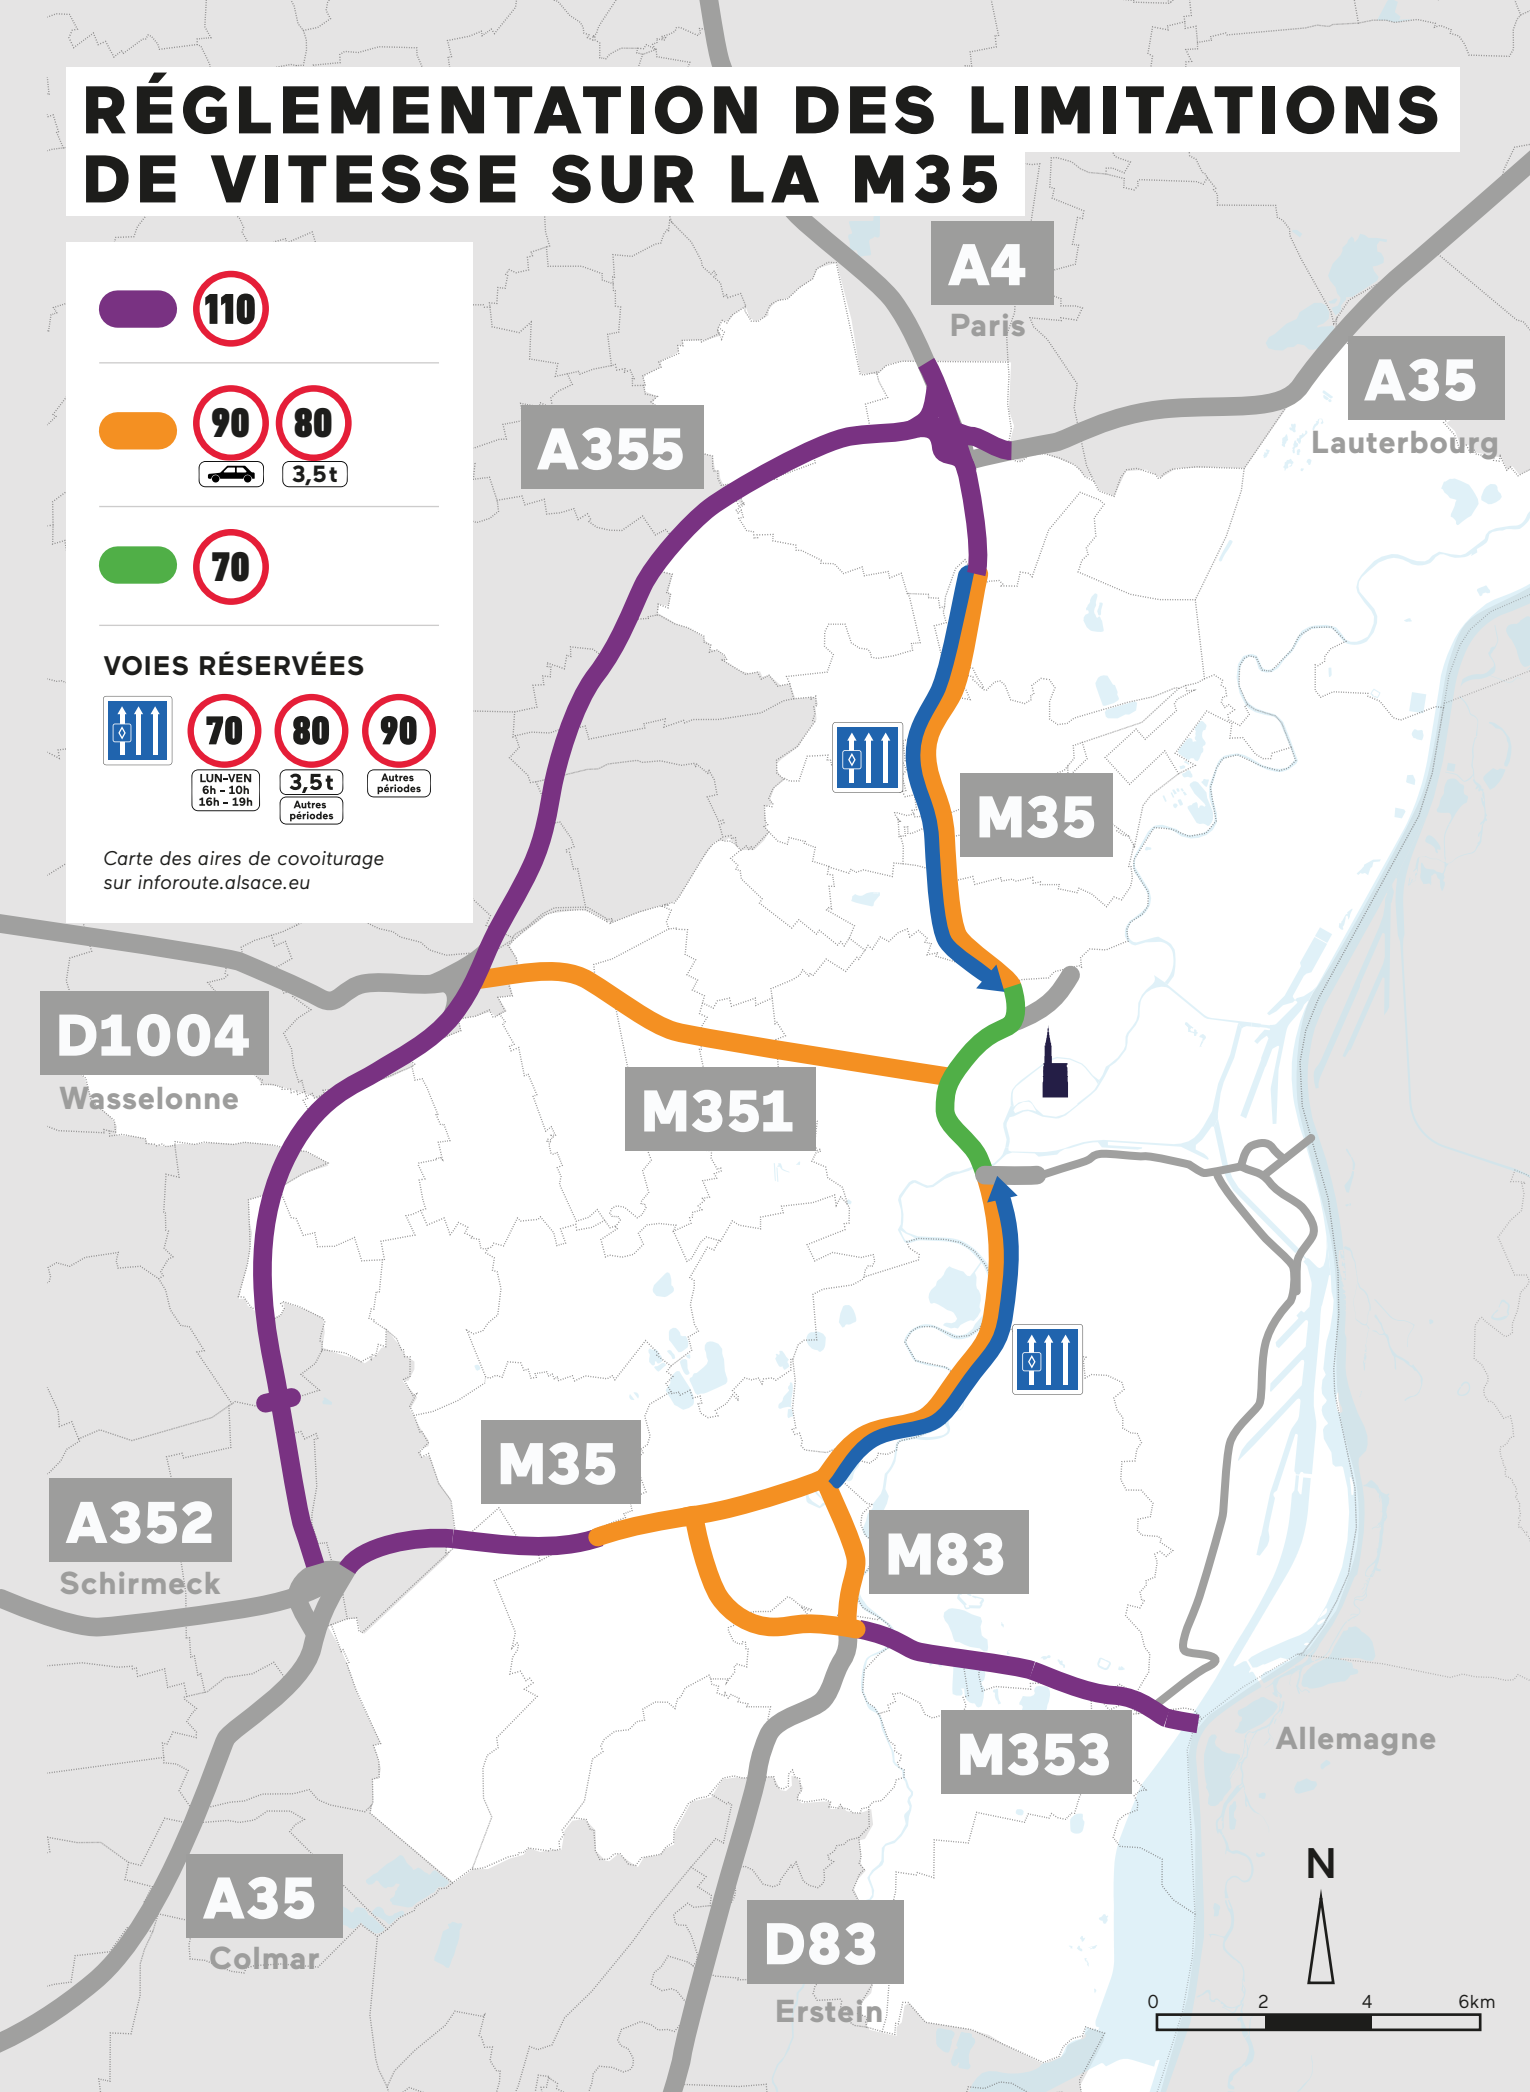 RÉGLEMENTATION DES LIMITATIONS
DE VITESSE SUR LA M35
110
90 80
3,5 t
70
VOIES RÉSERVÉES
70 80 90
LUN-VEN
6h - 10h
16h - 19h
3,5 t
Autres
périodes
Autres
périodes
Carte des aires de covoiturage
sur inforoute.alsace.eu
A4
Paris
A35
Lauterbourg
A355
M35
D1004
Wasselonne
M351
M35
A352
Schirmeck
M83
M353
Allemagne
A35
Colmar
D83
Erstein
N
0 2 4 6km